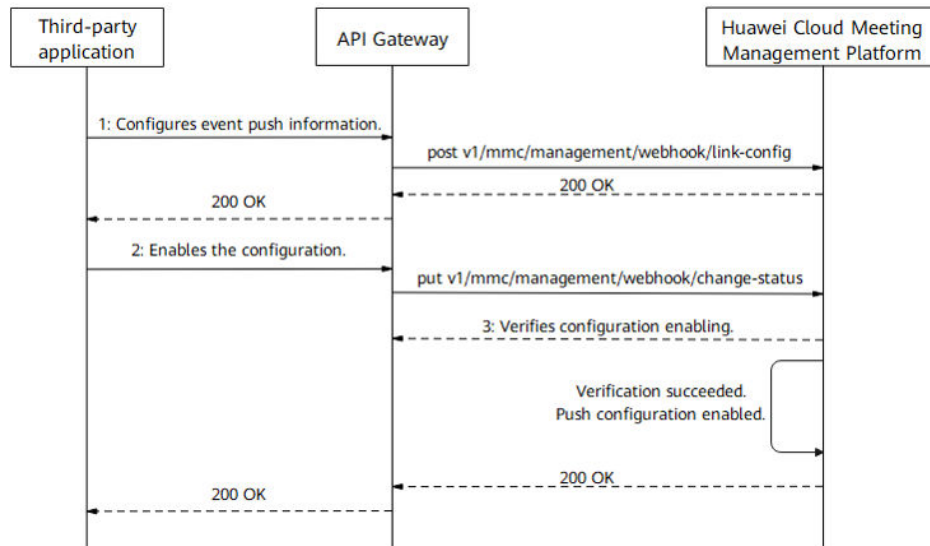 Third-party
application
API Gateway
Huawei Cloud Meeting
Management Platform
1: Configures event push information.
post v1/mmc/management/webhook/link-config
200 OK
200 OK
2: Enables the configuration.
put v1/mmc/management/webhook/change-status
3: Verifies configuration enabling.
Verification succeeded.
Push configuration enabled.
200 OK
200 OK